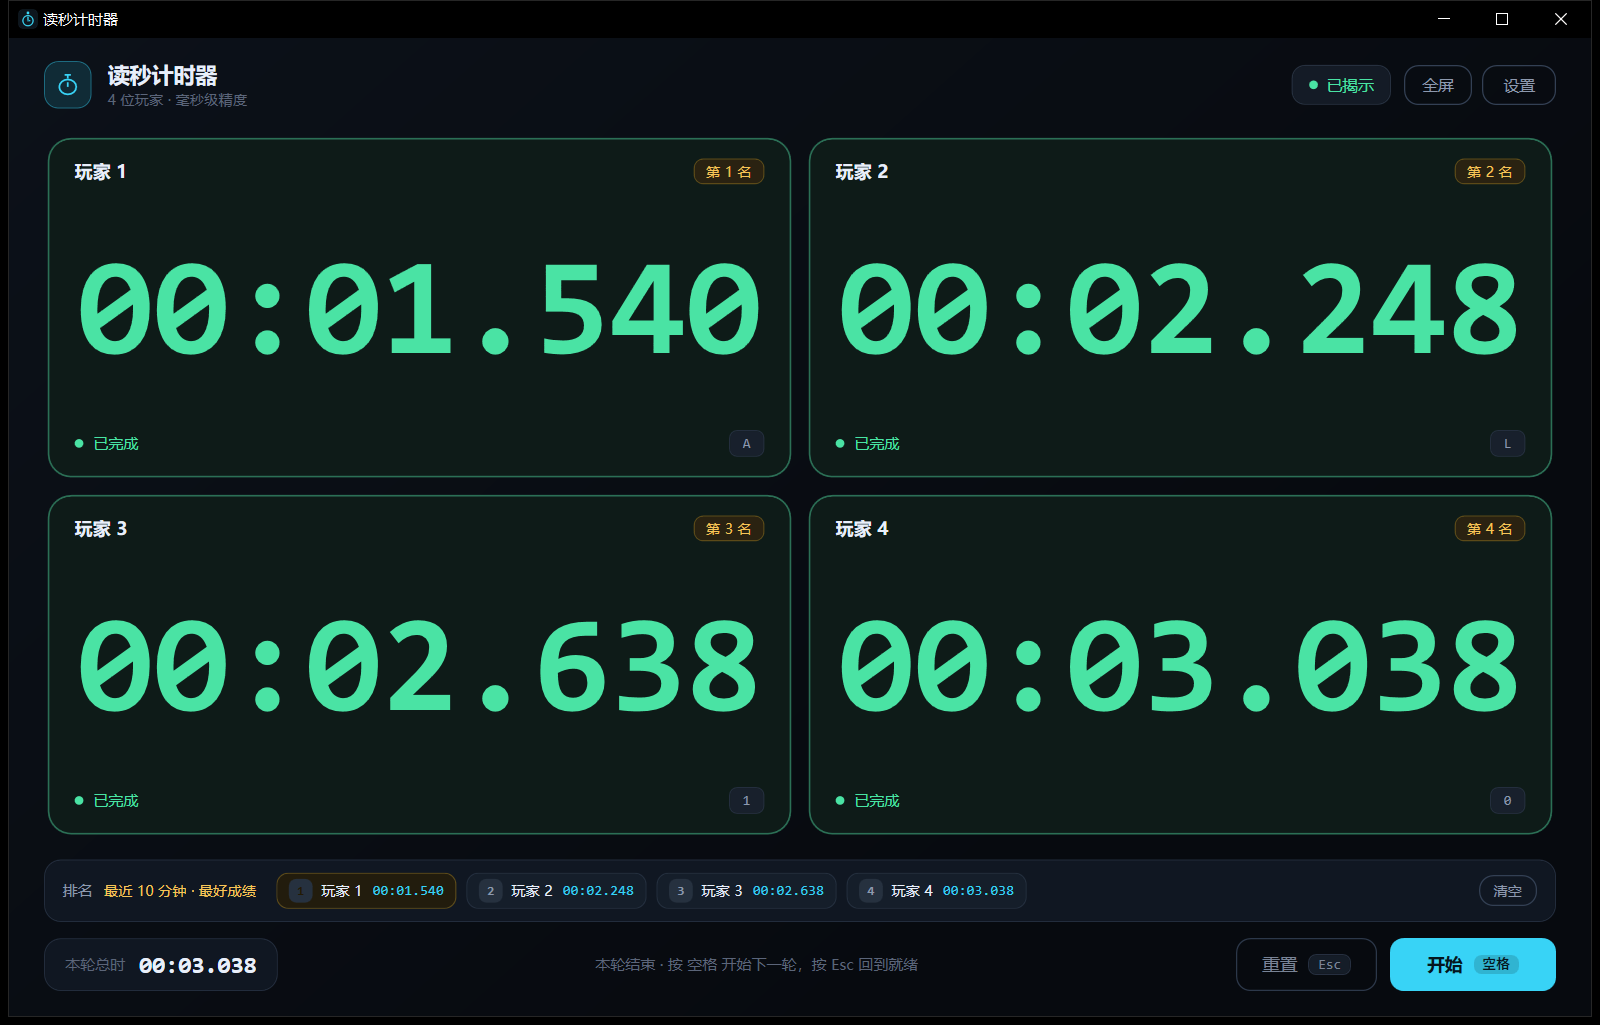 读秒计时器
读秒计时器
4 位玩家 · 毫秒级精度
已揭示
全屏
设置
玩家 1
第 1 名
00:01.540
已完成
A
玩家 2
第 2 名
00:02.248
已完成
L
玩家 3
第 3 名
00:02.638
已完成
1
玩家 4
第 4 名
00:03.038
已完成
0
排名 最近 10 分钟 · 最好成绩
1 玩家 1 00:01.540
2 玩家 2 00:02.248
3 玩家 3 00:02.638
4 玩家 4 00:03.038
清空
本轮总时 00:03.038
本轮结束 · 按 空格 开始下一轮，按 Esc 回到就绪
重置 Esc
开始 空格